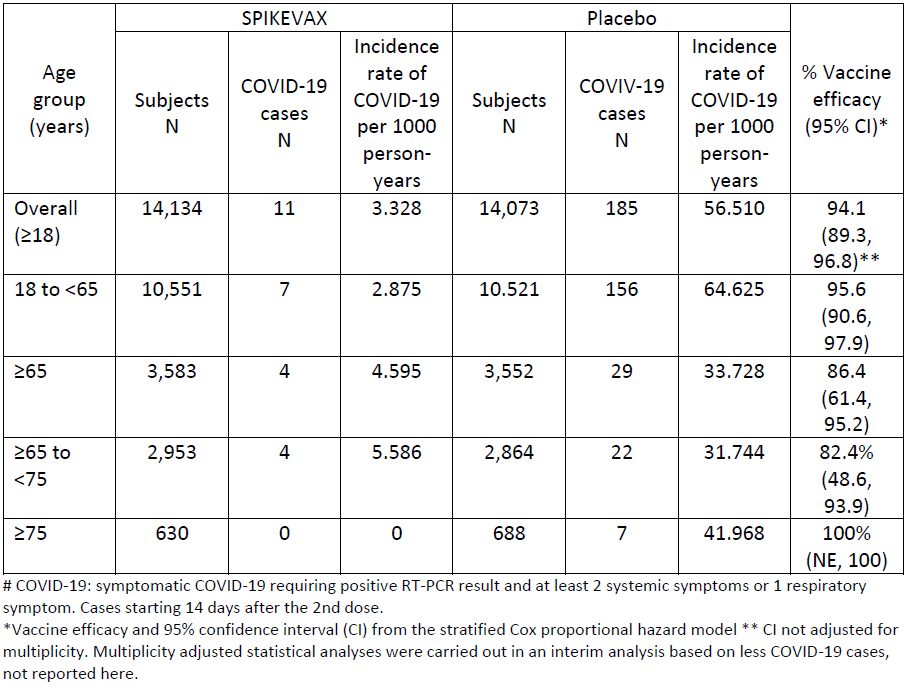 SPIKEVAX Placebo
Age group (years) Subjects N COVID-19 cases N Incidence rate of COVID-19 per 1000 person-years Subjects N COVIV-19 cases N Incidence rate of COVID-19 per 1000 person-years % Vaccine efficacy (95% CI)*
Overall (≥18) 14,134 11 3.328 14,073 185 56.510 94.1 (89.3, 96.8)**
18 to <65 10,551 7 2.875 10.521 156 64.625 95.6 (90.6, 97.9)
≥65 3,583 4 4.595 3,552 29 33.728 86.4 (61.4, 95.2)
≥65 to <75 2,953 4 5.586 2,864 22 31.744 82.4% (48.6, 93.9)
≥75 630 0 0 688 7 41.968 100% (NE, 100)
# COVID-19: symptomatic COVID-19 requiring positive RT-PCR result and at least 2 systemic symptoms or 1 respiratory
symptom. Cases starting 14 days after the 2nd dose.
*Vaccine efficacy and 95% confidence interval (CI) from the stratified Cox proportional hazard model ** CI not adjusted for
multiplicity. Multiplicity adjusted statistical analyses were carried out in an interim analysis based on less COVID-19 cases,
not reported here.